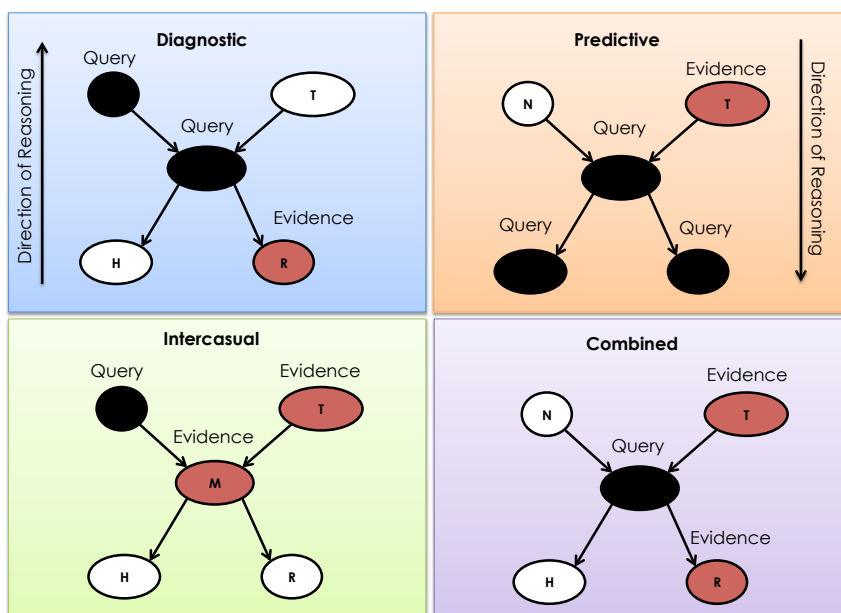 Diagnostic
Query
T
Query
Evidence
H
R
Direction of Reasoning
Predictive
Evidence
N
T
Query
Query
Query
Direction of Reasoning
Intercasual
Query
Evidence
T
Evidence
M
H
R
Combined
Evidence
N
T
Query
Evidence
H
R